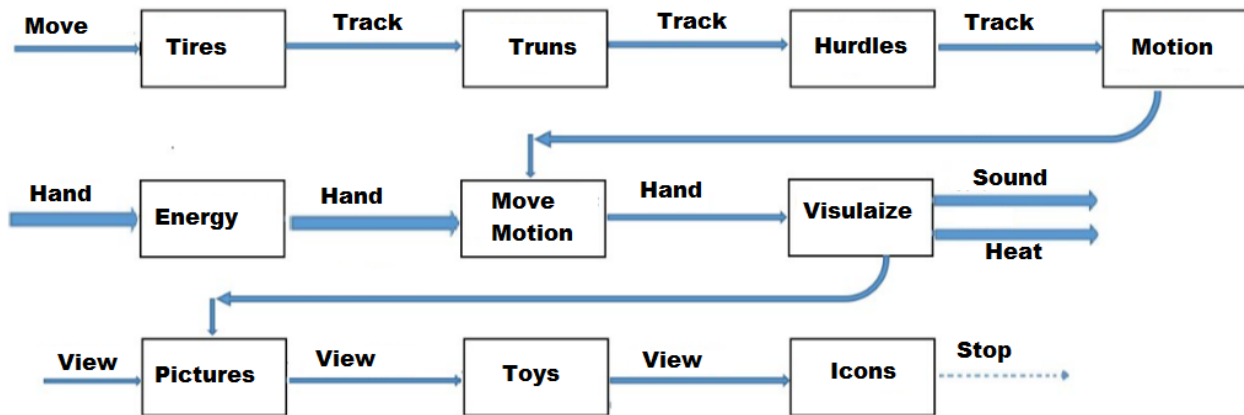 Move
Track
Track
Track
Tires
Truns
Hurdles
Motion
Hand
Hand
Hand
Sound
Energy
Move
Motion
Visulaize
Heat
View
View
View
Stop
Pictures
Toys
Icons